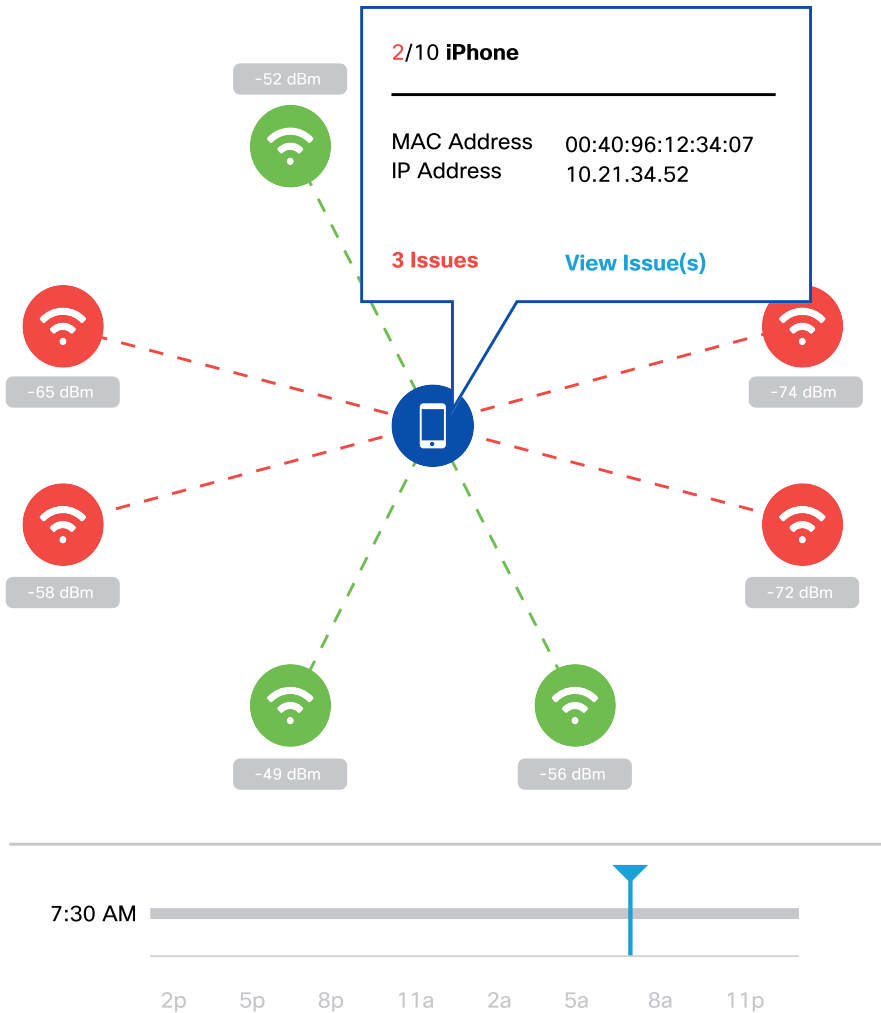 2/10 iPhone
-52 dBm
MAC Address 00:40:96:12:34:07
IP Address 10.21.34.52
3 Issues View Issue(s)
-65 dBm
-74 dBm
-58 dBm
-72 dBm
-49 dBm
-56 dBm
7:30 AM
2p 5p 8p 11a 2a 5a 8a 11p